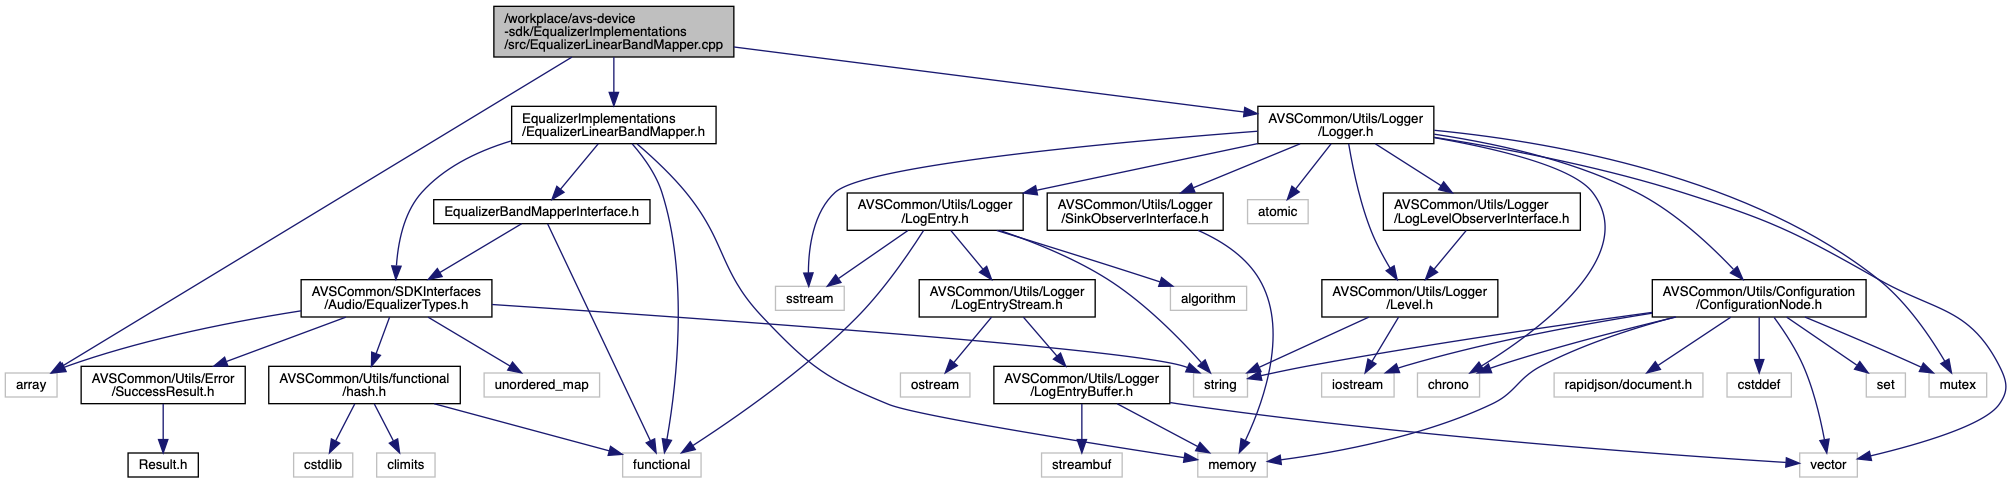 /workplace/avs-device
-sdk/EqualizerImplementations
/src/EqualizerLinearBandMapper.cpp
EqualizerImplementations
/EqualizerLinearBandMapper.h
AVSCommon/Utils/Logger
/Logger.h
EqualizerBandMapperInterface.h
AVSCommon/Utils/Logger
/LogEntry.h
AVSCommon/Utils/Logger
/SinkObserverInterface.h
atomic
AVSCommon/Utils/Logger
/LogLevelObserverInterface.h
AVSCommon/SDKInterfaces
/Audio/EqualizerTypes.h
sstream
AVSCommon/Utils/Logger
/LogEntryStream.h
algorithm
AVSCommon/Utils/Logger
/Level.h
AVSCommon/Utils/Configuration
/ConfigurationNode.h
array
AVSCommon/Utils/Error
/SuccessResult.h
AVSCommon/Utils/functional
/hash.h
unordered_map
ostream
AVSCommon/Utils/Logger
/LogEntryBuffer.h
string
iostream
chrono
rapidjson/document.h
cstddef
set
mutex
Result.h
cstdlib
climits
functional
streambuf
memory
vector